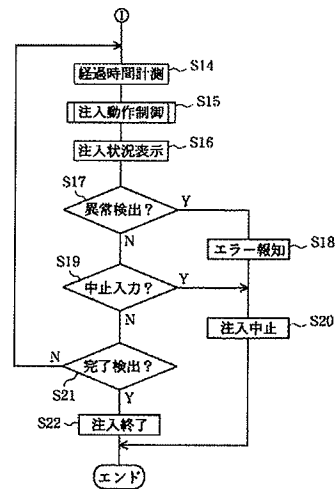 ①
経過時間計測 S14
注入動作制御 S15
注入状況表示 S16
S17
異常検出? Y
N
エラー報知 S18
S19
中止入力? Y
N
注入中止 S20
N 完了検出?
S21 Y
S22 注入終了
エンド